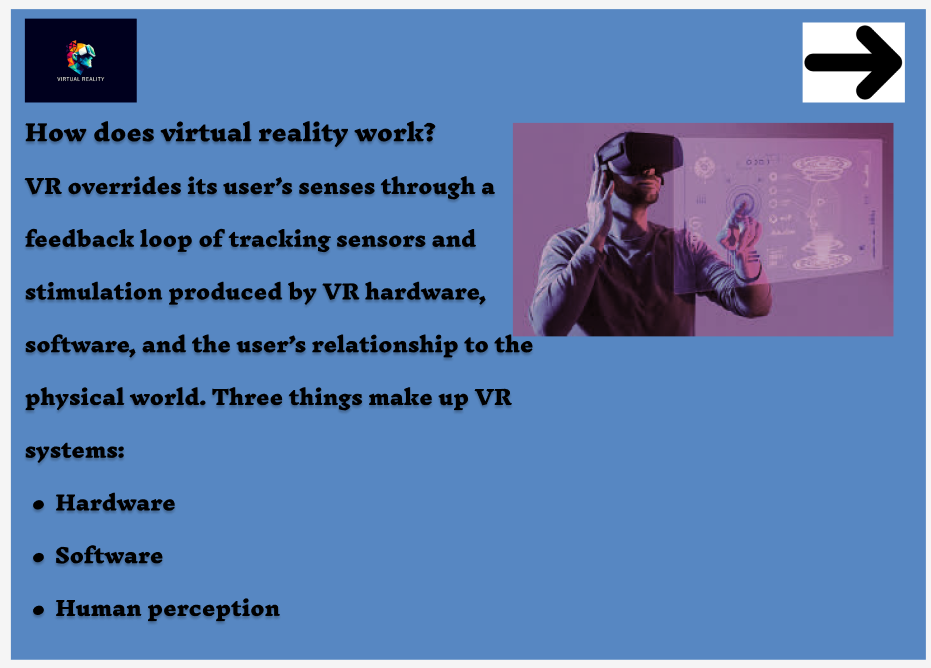 VIRTUAL REALITY
How does virtual reality work?
VR overrides its user’s senses through a
feedback loop of tracking sensors and
stimulation produced by VR hardware,
software, and the user’s relationship to the
physical world. Three things make up VR
systems:
• Hardware
• Software
• Human perception